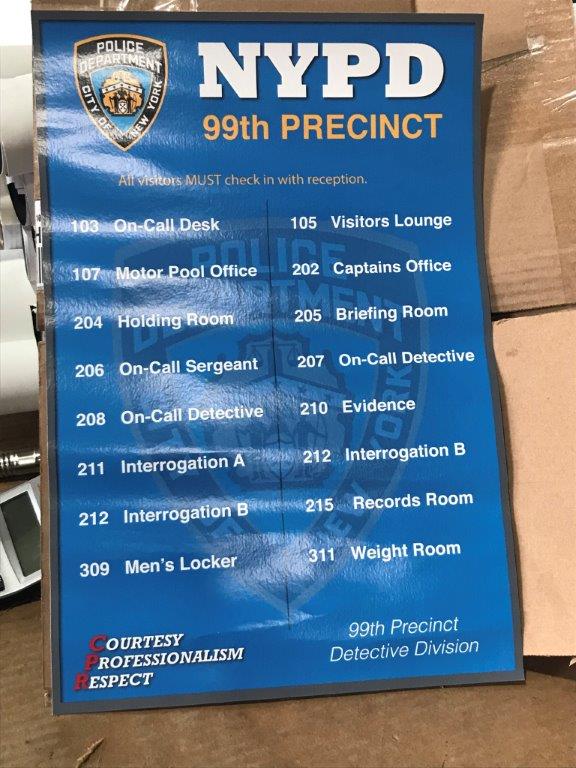 POLICE
DEPARTMENT
CITY OF NEW YORK
NYPD
99th PRECINCT
All visitors MUST check in with reception.
103 On-Call Desk
105 Visitors Lounge
107 Motor Pool Office
202 Captains Office
204 Holding Room
205 Briefing Room
206 On-Call Sergeant
207 On-Call Detective
208 On-Call Detective
210 Evidence
211 Interrogation A
212 Interrogation B
212 Interrogation B
215 Records Room
309 Men's Locker
311 Weight Room
POLICE
DEPARTMENT
COURTESY
PROFESSIONALISM
RESPECT
99th Precinct
Detective Division